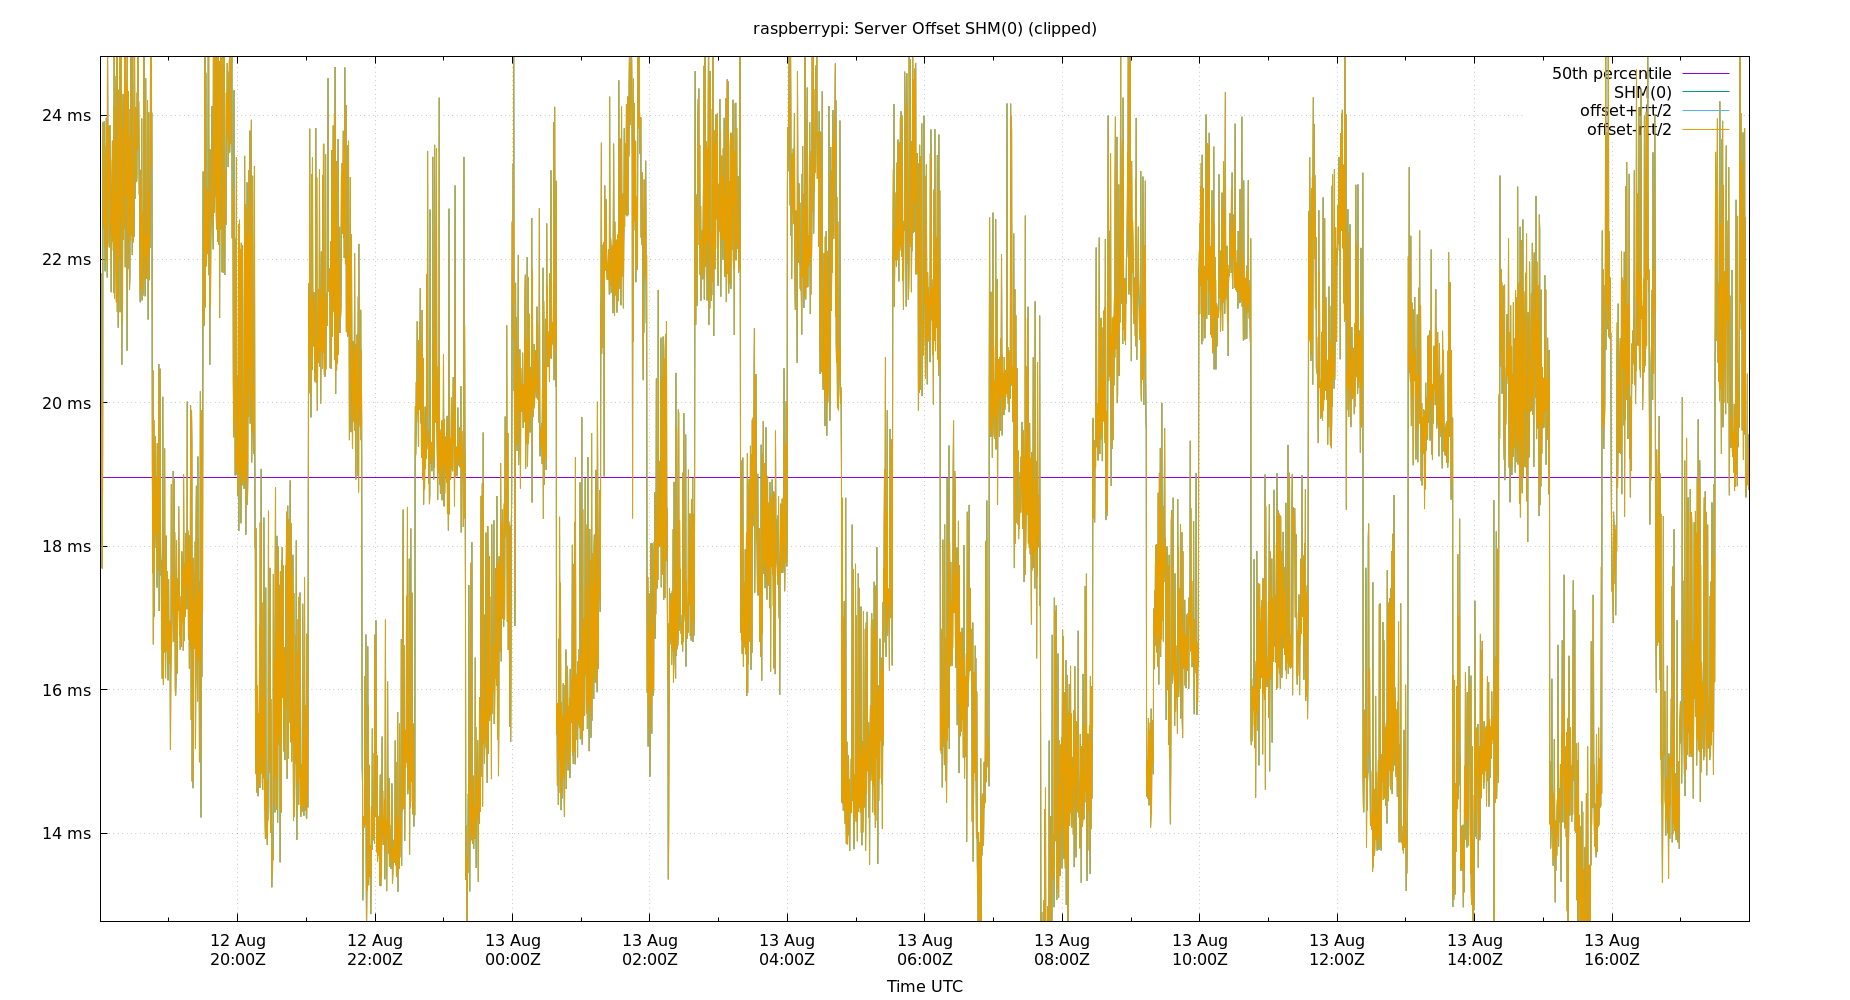 raspberrypi: Server Offset SHM(0) (clipped)
50th percentile
SHM(0)
offset+rtt/2
offset-rtt/2
24 ms
22 ms
20 ms
18 ms
16 ms
14 ms
12 Aug 12 Aug 13 Aug 13 Aug 13 Aug 13 Aug 13 Aug 13 Aug 13 Aug 13 Aug 13 Aug
20:00Z 22:00Z 00:00Z 02:00Z 04:00Z 06:00Z 08:00Z 10:00Z 12:00Z 14:00Z 16:00Z
Time UTC